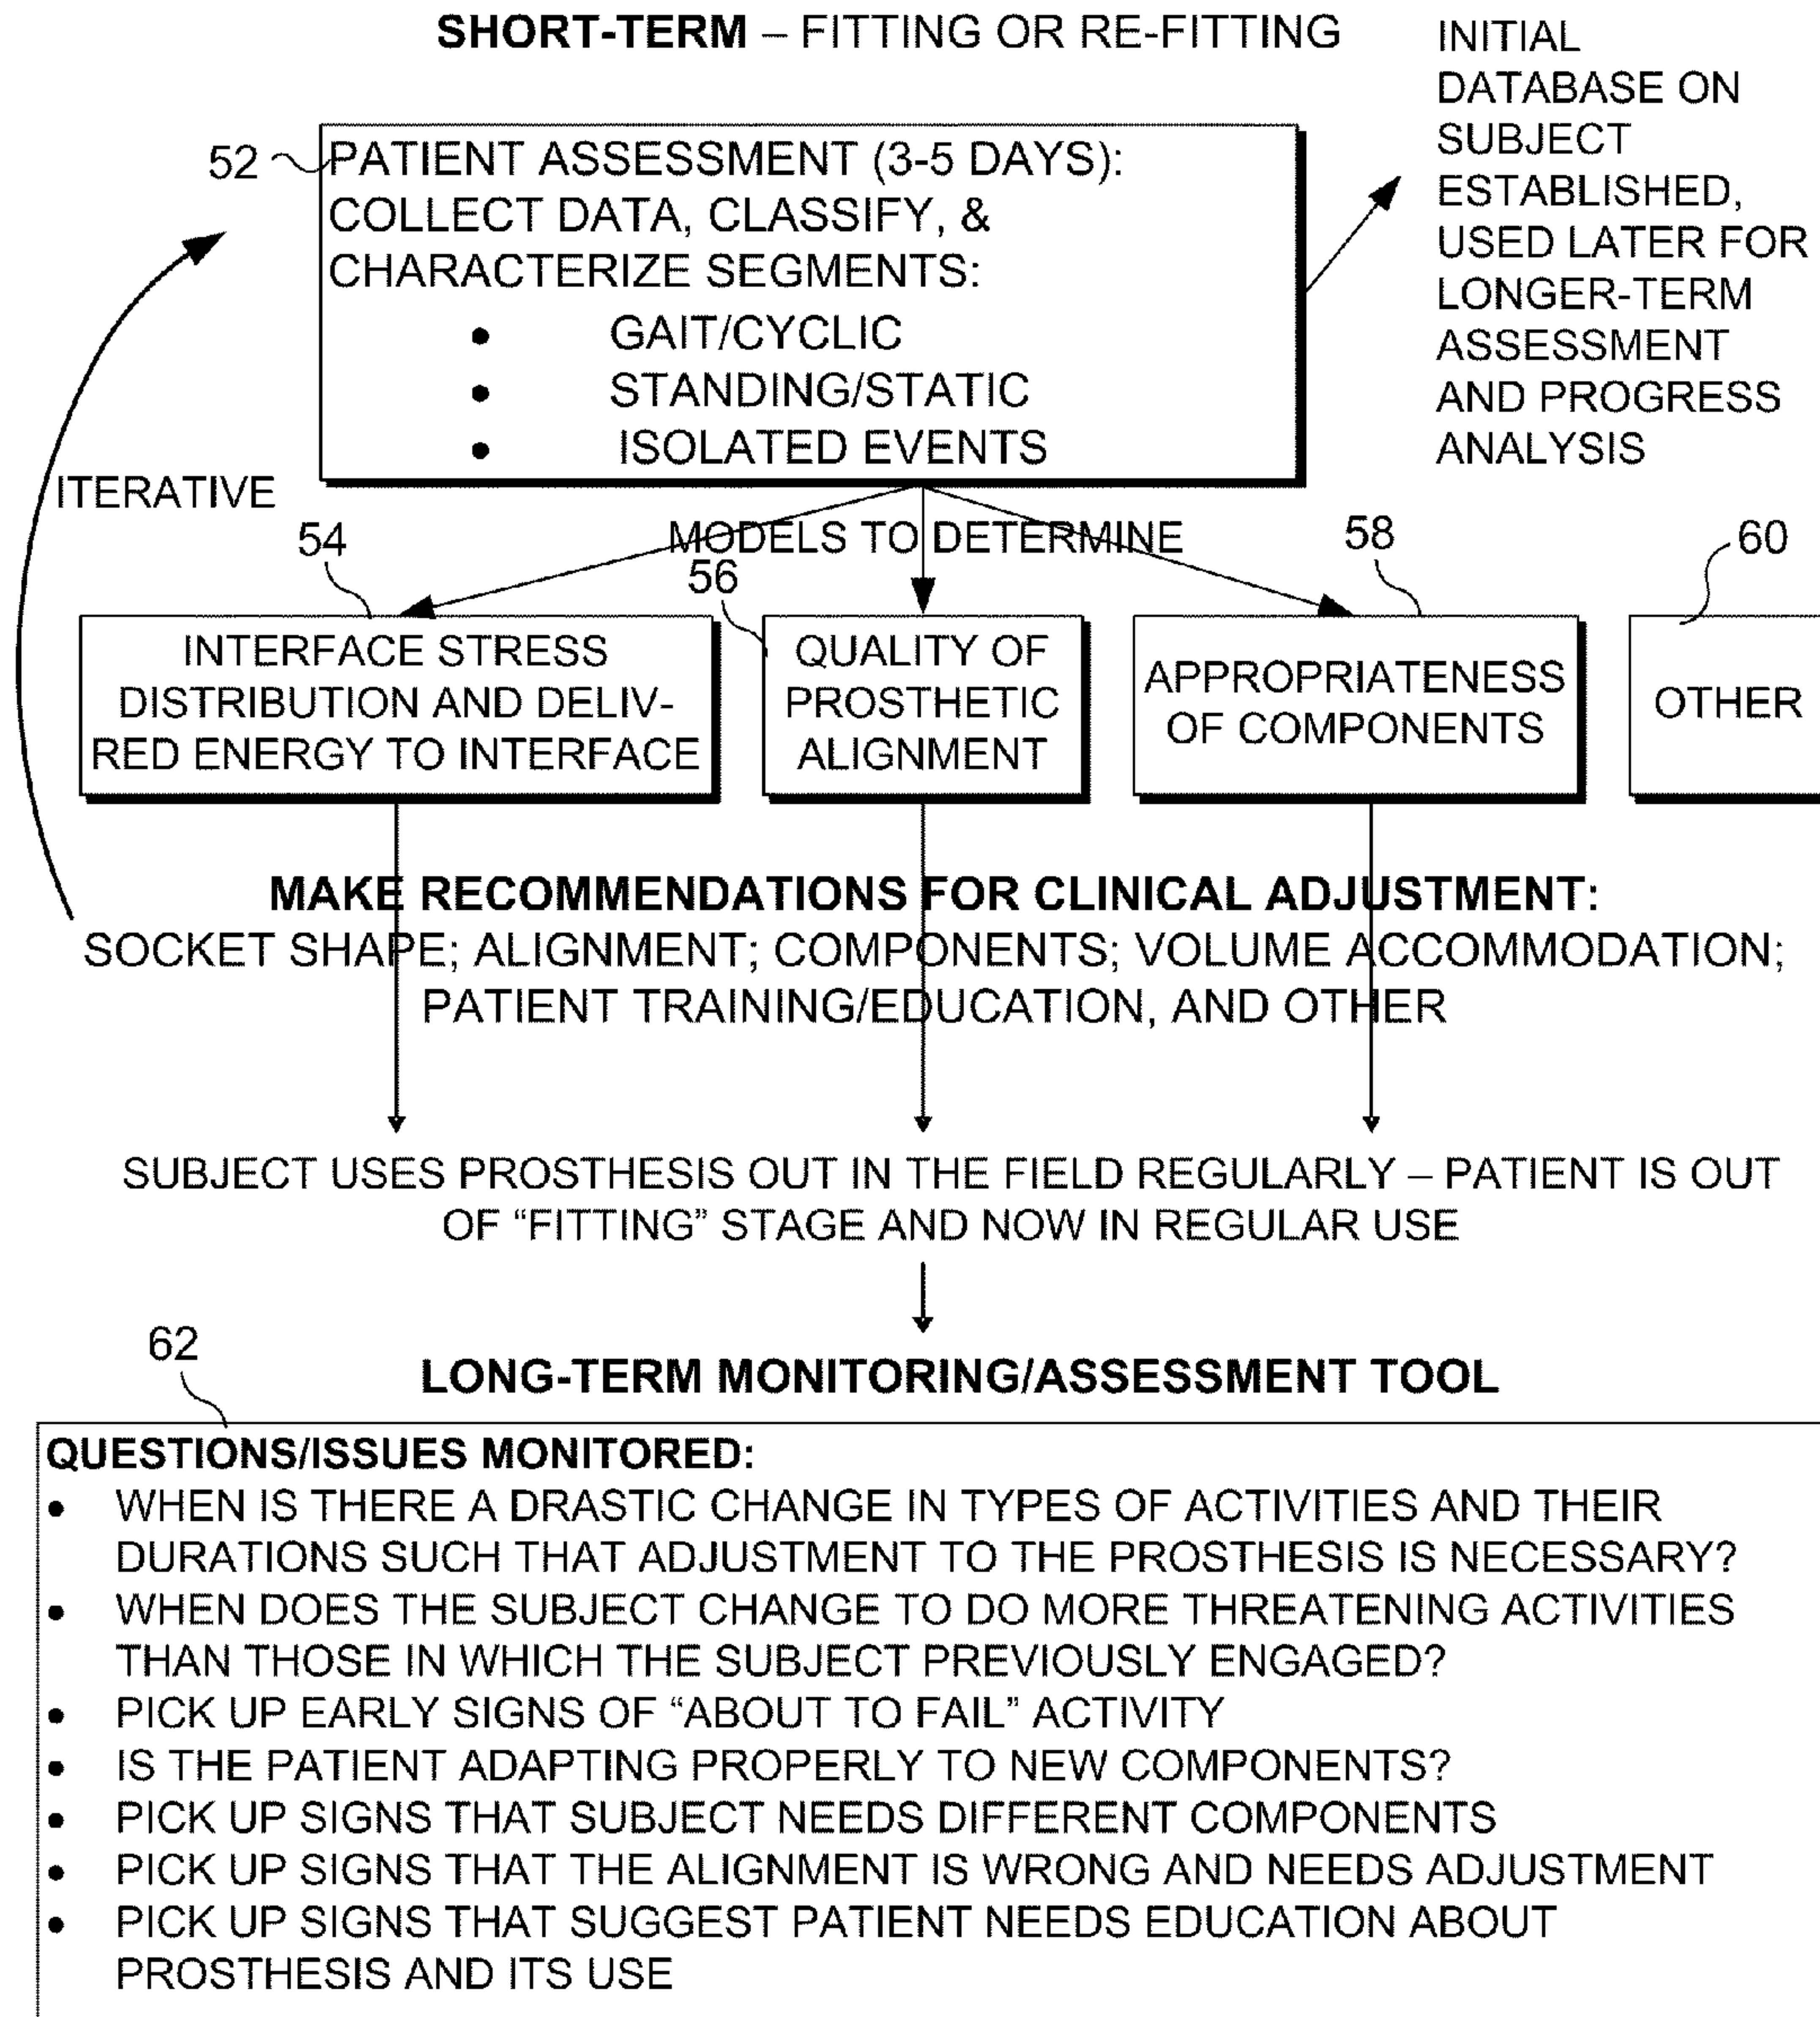 SHORT-TERM – FITTING OR RE-FITTING
INITIAL
DATABASE ON
SUBJECT
ESTABLISHED,
USED LATER FOR
LONGER-TERM
ASSESSMENT
AND PROGRESS
ANALYSIS
52
PATIENT ASSESSMENT (3-5 DAYS):
COLLECT DATA, CLASSIFY, &
CHARACTERIZE SEGMENTS:
• GAIT/CYCLIC
• STANDING/STATIC
• ISOLATED EVENTS
ITERATIVE
MODELS TO DETERMINE
54
56
58
60
INTERFACE STRESS
DISTRIBUTION AND DELIV-
RED ENERGY TO INTERFACE
QUALITY OF
PROSTHETIC
ALIGNMENT
APPROPRIATENESS
OF COMPONENTS
OTHER
MAKE RECOMMENDATIONS FOR CLINICAL ADJUSTMENT:
SOCKET SHAPE; ALIGNMENT; COMPONENTS; VOLUME ACCOMMODATION;
PATIENT TRAINING/EDUCATION, AND OTHER
SUBJECT USES PROSTHESIS OUT IN THE FIELD REGULARLY – PATIENT IS OUT
OF “FITTING” STAGE AND NOW IN REGULAR USE
62
LONG-TERM MONITORING/ASSESSMENT TOOL
QUESTIONS/ISSUES MONITORED:
• WHEN IS THERE A DRASTIC CHANGE IN TYPES OF ACTIVITIES AND THEIR
DURATIONS SUCH THAT ADJUSTMENT TO THE PROSTHESIS IS NECESSARY?
• WHEN DOES THE SUBJECT CHANGE TO DO MORE THREATENING ACTIVITIES
THAN THOSE IN WHICH THE SUBJECT PREVIOUSLY ENGAGED?
• PICK UP EARLY SIGNS OF “ABOUT TO FAIL” ACTIVITY
• IS THE PATIENT ADAPTING PROPERLY TO NEW COMPONENTS?
• PICK UP SIGNS THAT SUBJECT NEEDS DIFFERENT COMPONENTS
• PICK UP SIGNS THAT THE ALIGNMENT IS WRONG AND NEEDS ADJUSTMENT
• PICK UP SIGNS THAT SUGGEST PATIENT NEEDS EDUCATION ABOUT
PROSTHESIS AND ITS USE